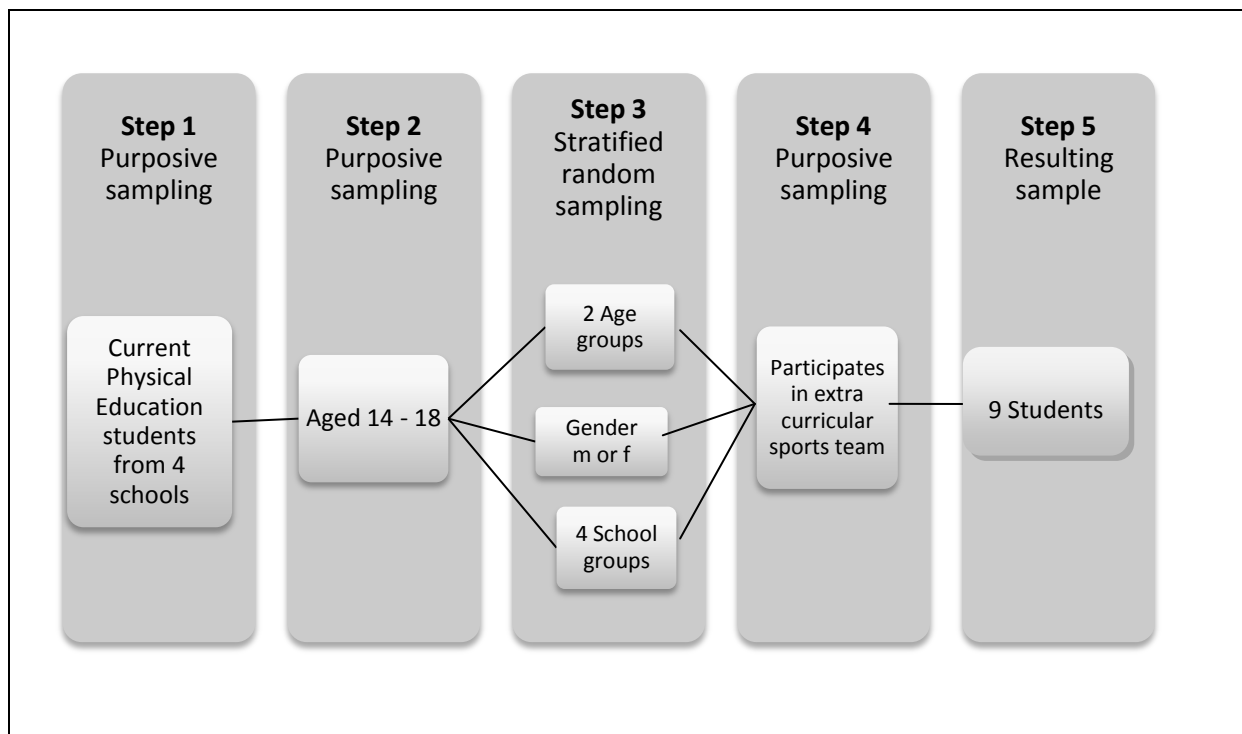 Step 1
Purposive
sampling
Current
Physical
Education
students
from 4
schools
Step 2
Purposive
sampling
Aged 14 - 18
Step 3
Stratified
random
sampling
2 Age
groups
Gender
m or f
4 School
groups
Step 4
Purposive
sampling
Participates
in extra
curricular
sports team
Step 5
Resulting
sample
9 Students